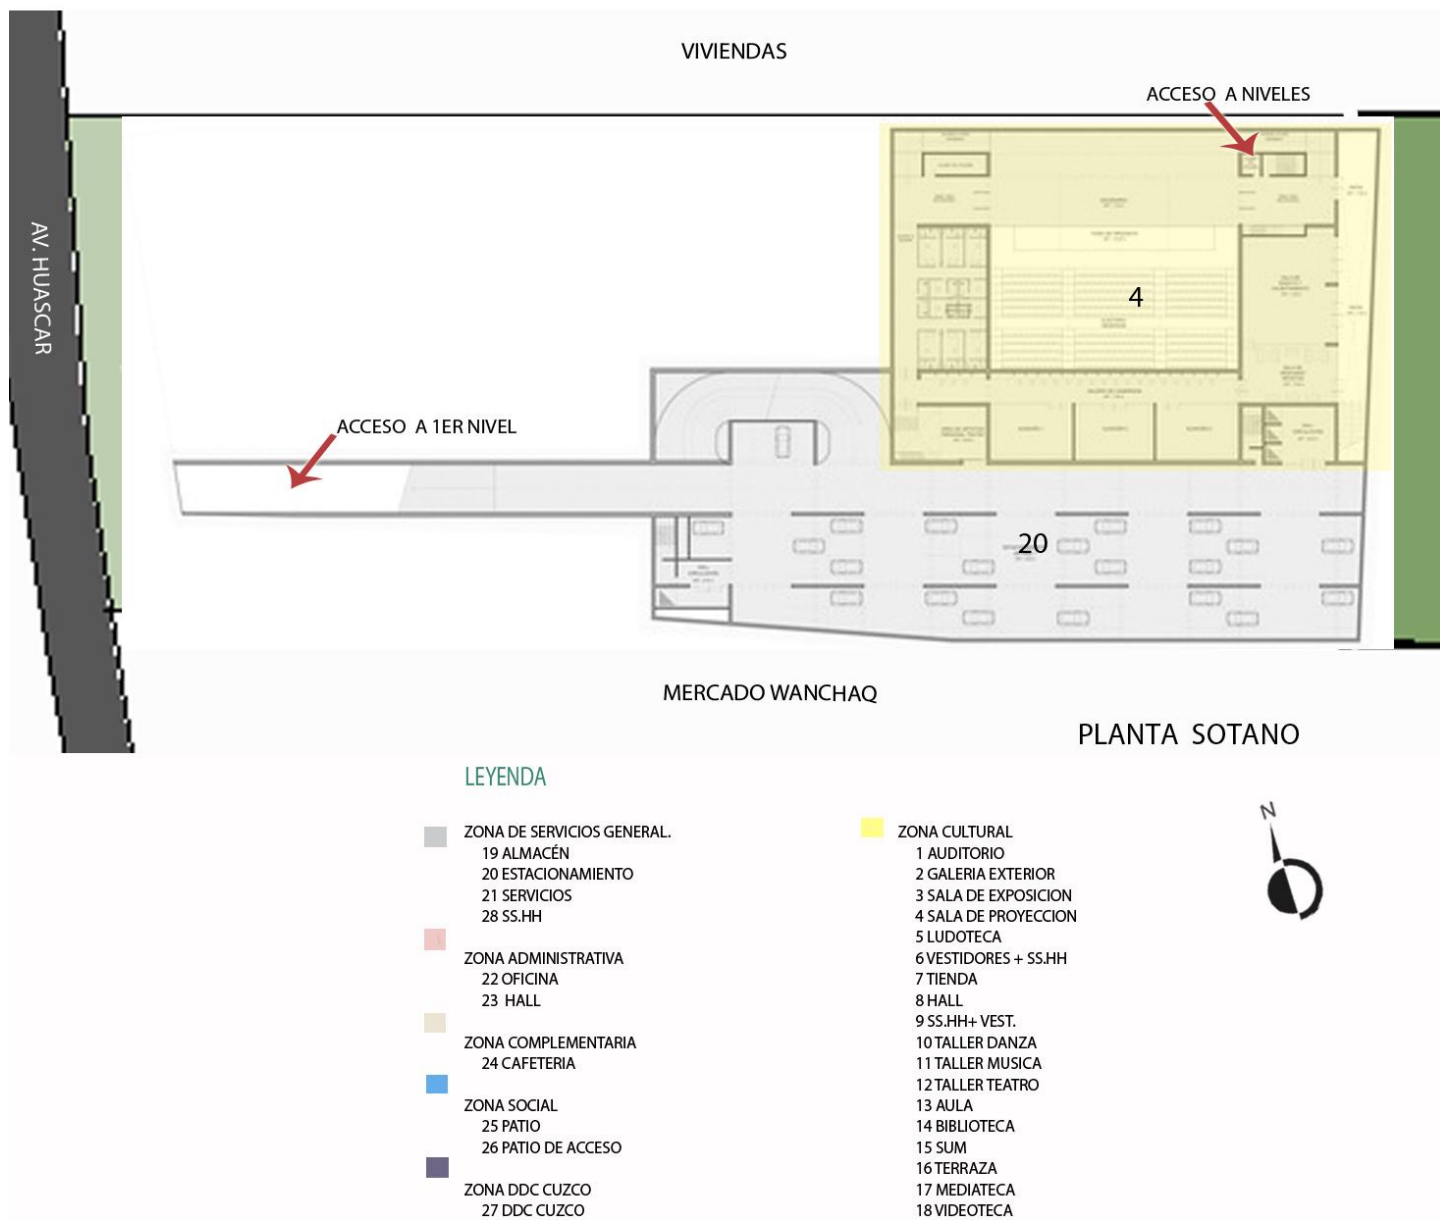 VIVIENDAS
ACCESO A NIVELES
AV. HUASCAR
4
ACCESO A 1ER NIVEL
20
MERCADO WANCHAQ
PLANTA SOTANO
LEYENDA
ZONA DE SERVICIOS GENERAL.
19 ALMACÉN
20 ESTACIONAMIENTO
21 SERVICIOS
28 SS.HH
ZONA ADMINISTRATIVA
22 OFICINA
23 HALL
ZONA COMPLEMENTARIA
24 CAFETERIA
ZONA SOCIAL
25 PATIO
26 PATIO DE ACCESO
ZONA DDC CUZCO
27 DDC CUZCO
ZONA CULTURAL
1 AUDITORIO
2 GALERIA EXTERIOR
3 SALA DE EXPOSICION
4 SALA DE PROYECCION
5 LUDOTECA
6 VESTIDORES + SS.HH
7 TIENDA
8 HALL
9 SS.HH+ VEST.
10 TALLER DANZA
11 TALLER MUSICA
12 TALLER TEATRO
13 AULA
14 BIBLIOTECA
15 SUM
16 TERRAZA
17 MEDIATECA
18 VIDEOTECA
N